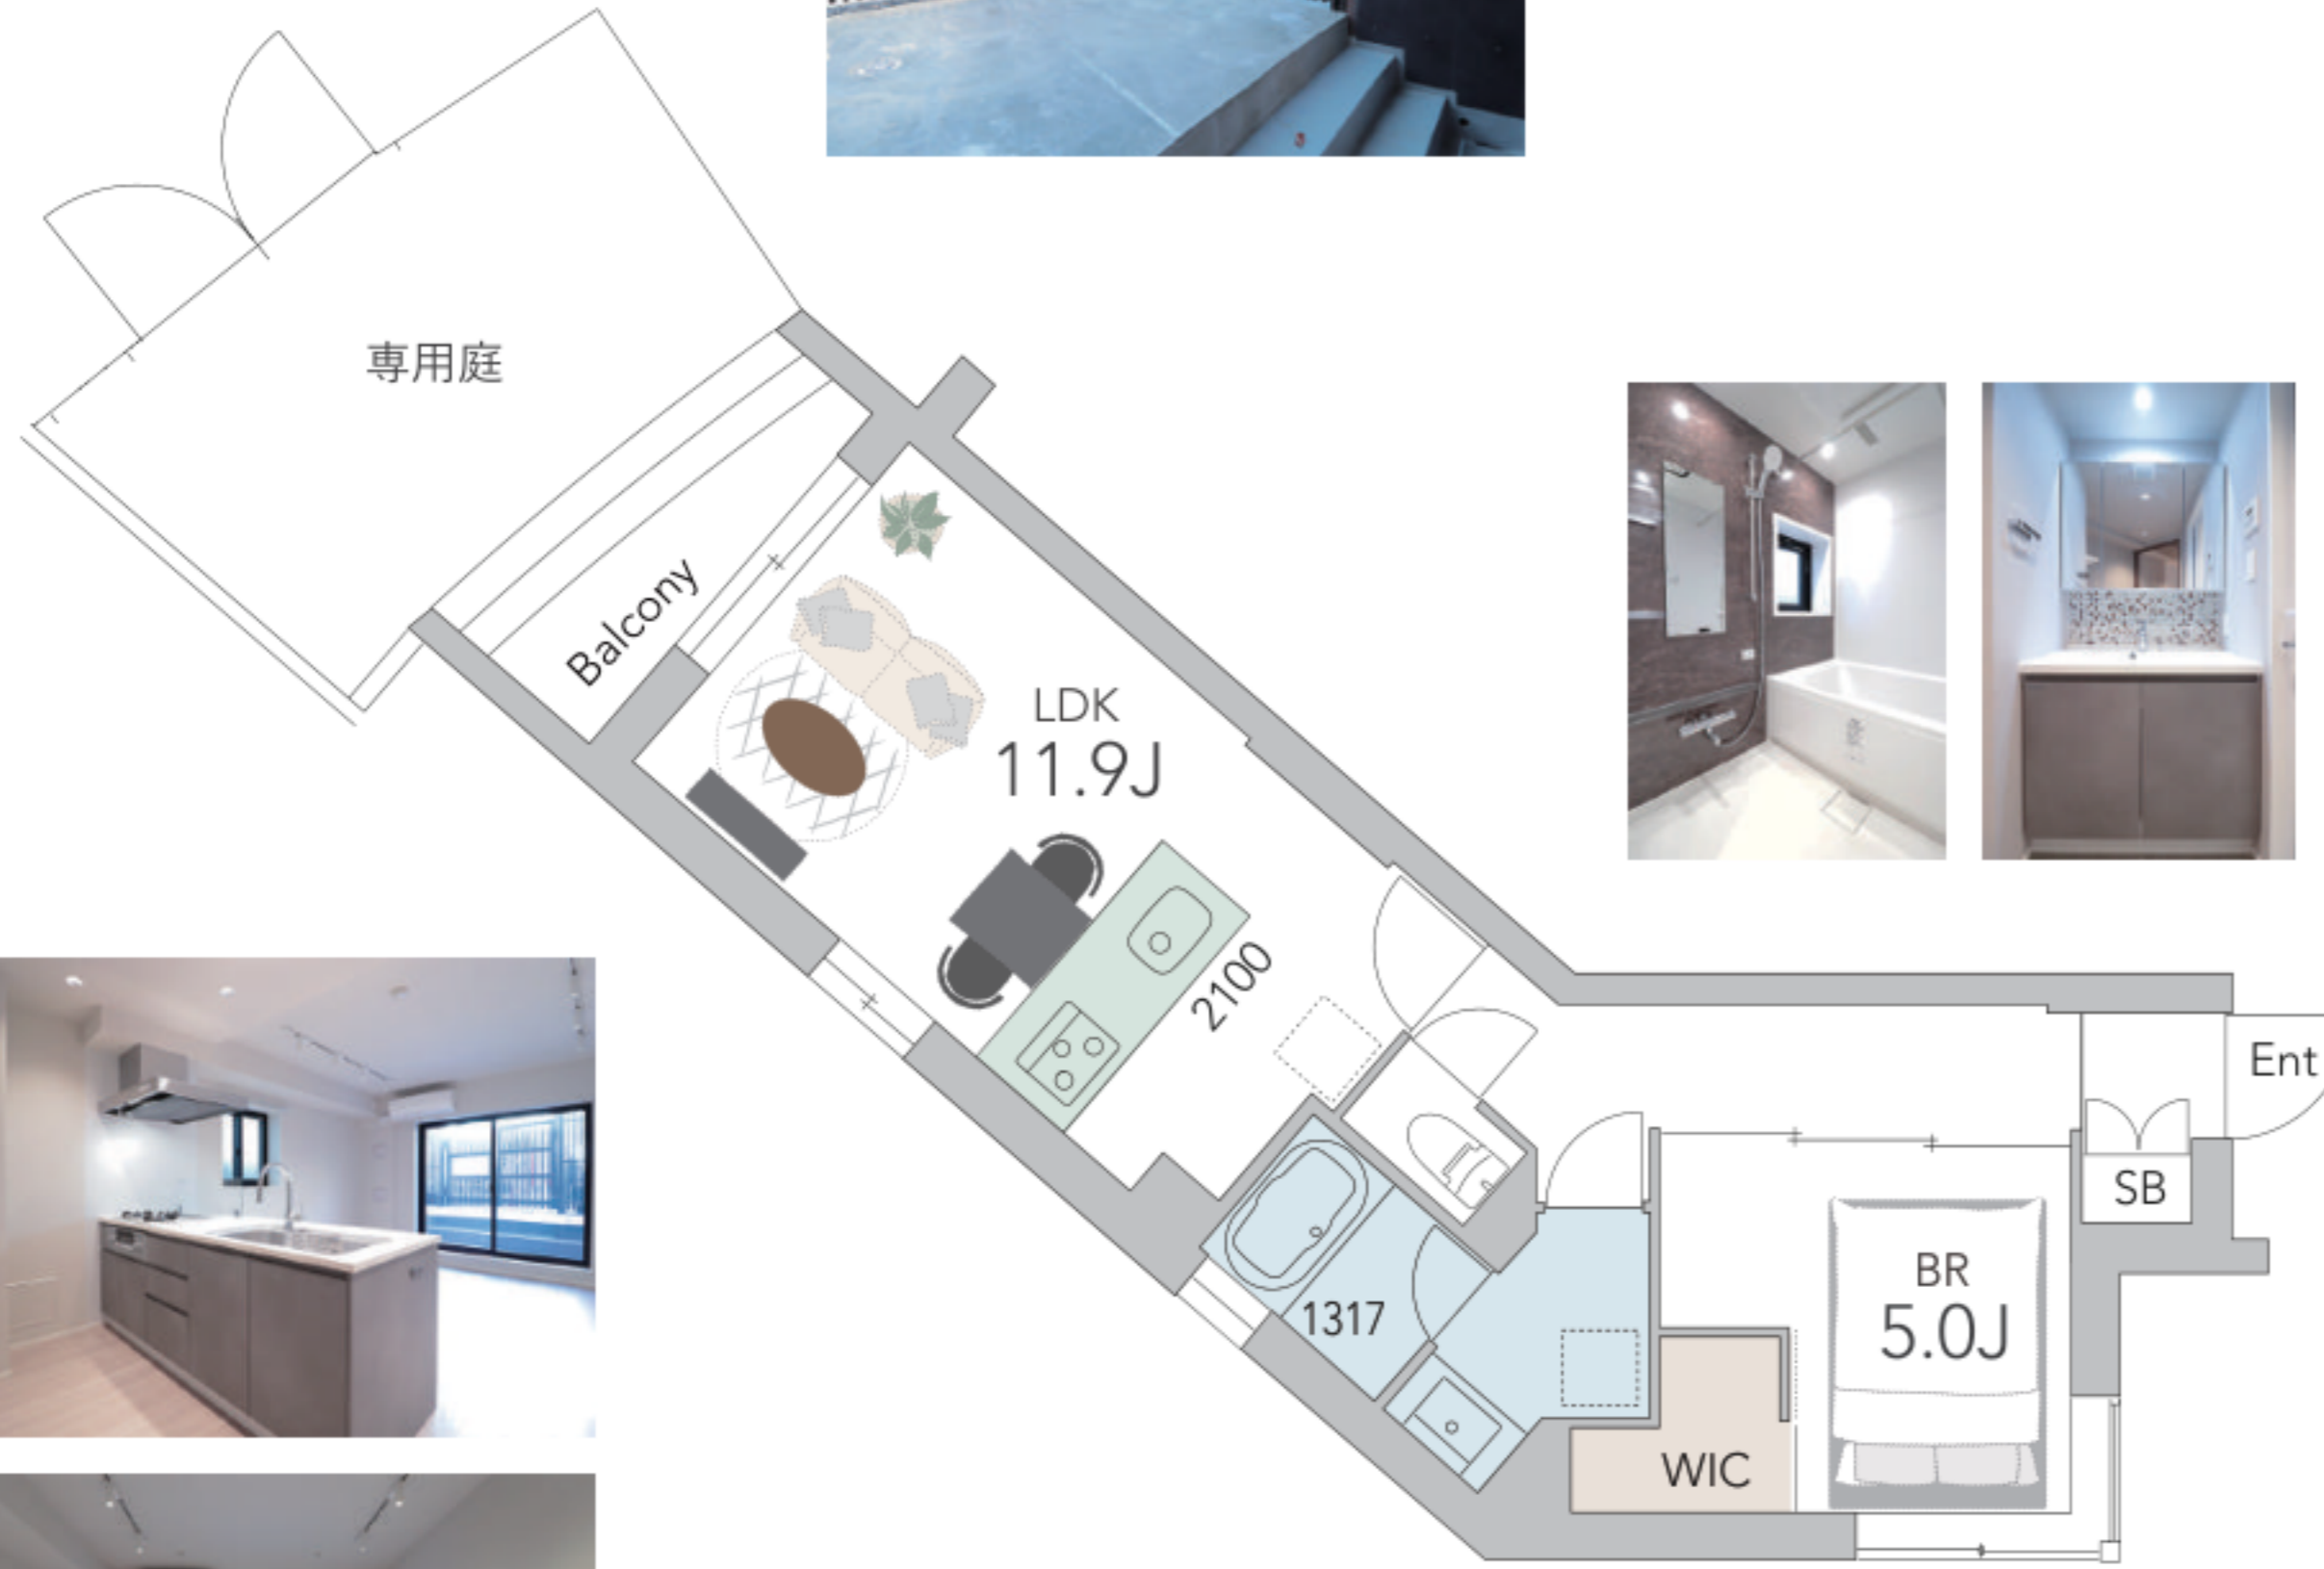 専用庭
Balcony
LDK
11.9J
2100
Ent
SB
BR
5.0J
1317
WIC